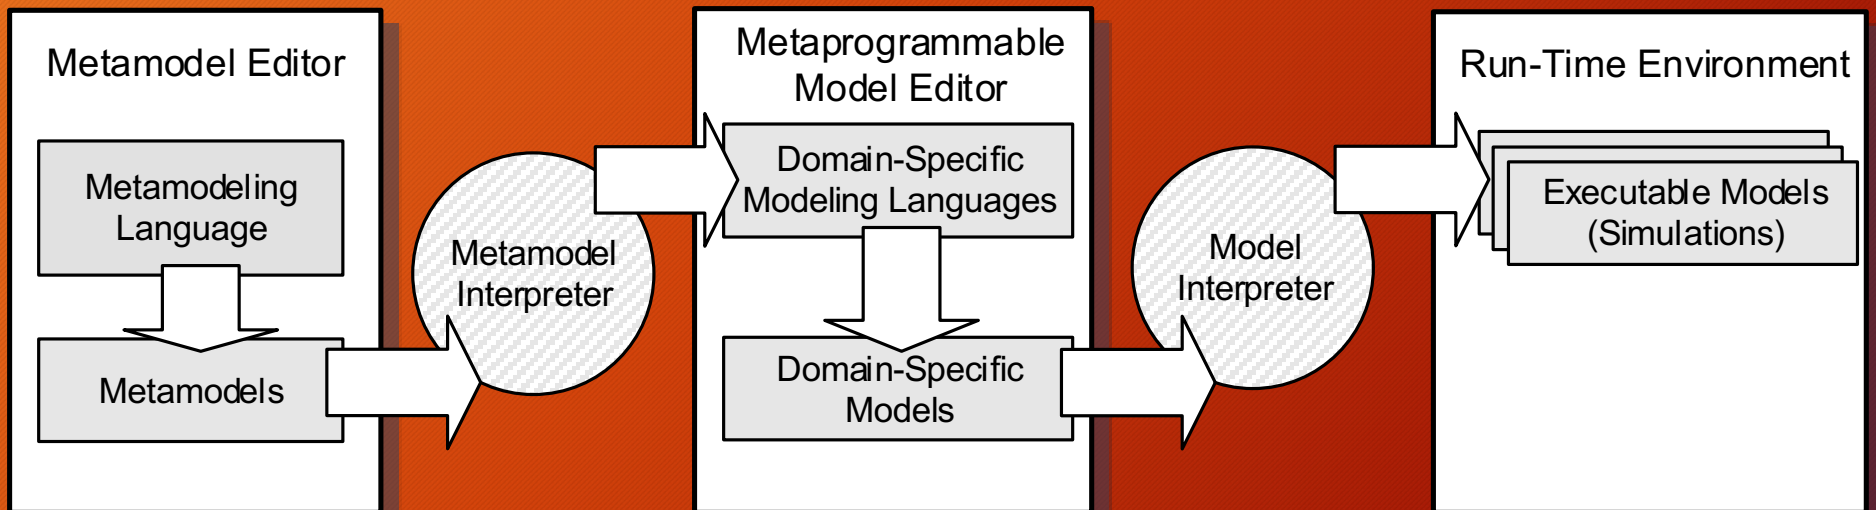 Metamodel Editor
Metamodeling
Language
Metamodels
Metamodel
Interpreter
Metaprogrammable
Model Editor
Domain-Specific
Modeling Languages
Domain-Specific
Models
Model
Interpreter
Run-Time Environment
Executable Models
(Simulations)